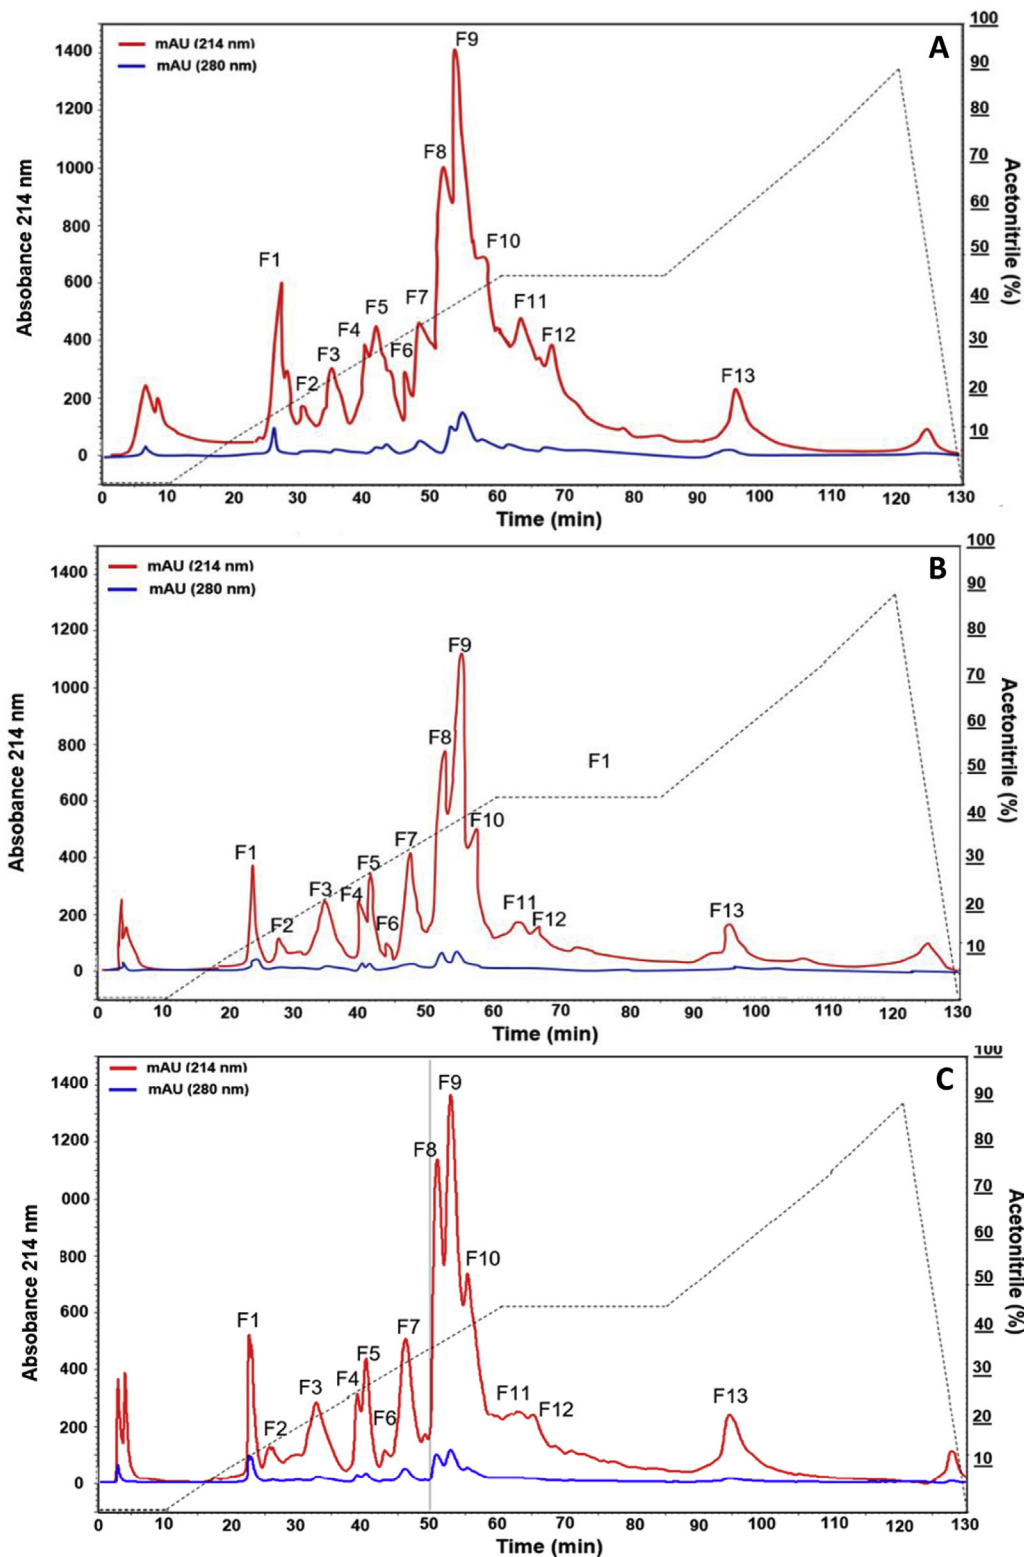 A
mAU (214 nm)
mAU (280 nm)
Absobance 214 nm
1400
1200
1000
800
600
400
200
0
F1
F2
F3
F4
F5
F6
F7
F8
F9
F10
F11
F12
F13
100
90
80
70
60
50
40
30
20
10
Acetonitrile (%)
0 10 20 30 40 50 60 70 80 90 100 110 120 130
Time (min)
B
mAU (214 nm)
mAU (280 nm)
Absobance 214 nm
1400
1200
1000
800
600
400
200
0
F1
F2
F3
F4
F5
F6
F7
F8
F9
F10
F11
F12
F13
F1
100
90
80
70
60
50
40
30
20
10
Acetonitrile (%)
0 10 20 30 40 50 60 70 80 90 100 110 120 130
Time (min)
C
mAU (214 nm)
mAU (280 nm)
Absobance 214 nm
1400
1200
000
800
600
400
200
0
F1
F2
F3
F4
F5
F6
F7
F8
F9
F10
F11
F12
F13
100
90
80
70
60
50
40
30
20
10
Acetonitrile (%)
0 10 20 30 40 50 60 70 80 90 100 110 120 130
Time (min)